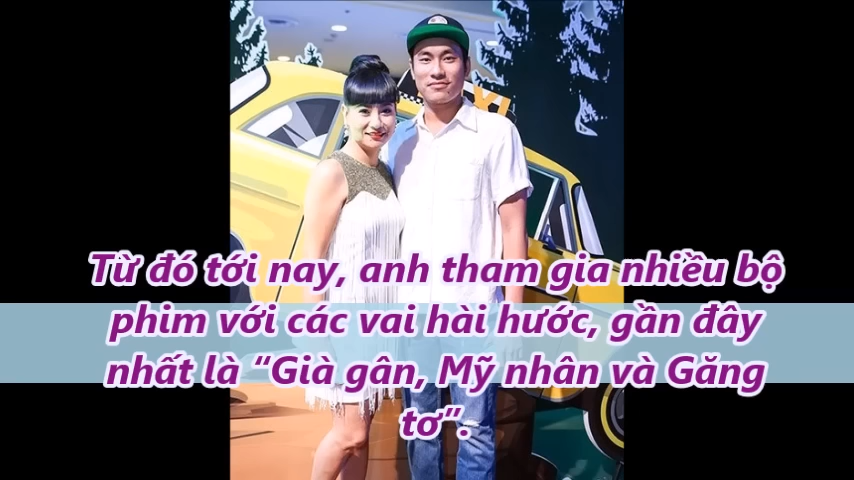 XI
Từ đó tới nay, anh tham gia nhiều bộ
phim với các vai hài hước, gần đây
nhất là “Già gân, Mỹ nhân và Găng
tơ”.